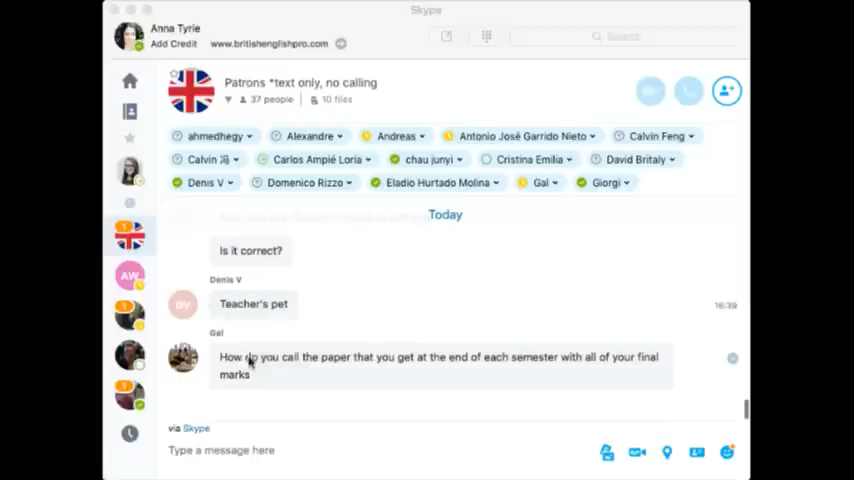 Skype
Anna Tyrie
Add Credit www.britishenglishpro.com
Search
Patrons *text only, no calling
37 people 10 files
ahmedhegy Alexandre Andreas Antonio José Garrido Nieto Calvin Feng
Calvin 冯 Carlos Ampié Loria chau junyi Cristina Emilia David Britaly
Denis V Domenico Rizzo Eladio Hurtado Molina Gal Giorgi
Today
Is it correct?
Denis V
DV Teacher's pet 16:39
Gal
How do you call the paper that you get at the end of each semester with all of your final
marks
AW
via Skype
Type a message here